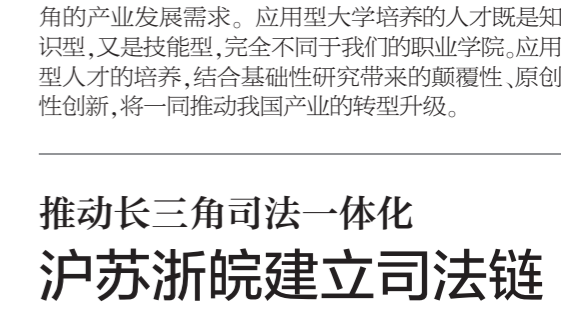 角的产业发展需求。应用型大学培养的人才既是知
识型,又是技能型,完全不同于我们的职业学院。应用
型人才的培养,结合基础性研究带来的颠覆性、原创
性创新,将一同推动我国产业的转型升级。
推动长三角司法一体化
沪苏浙皖建立司法链